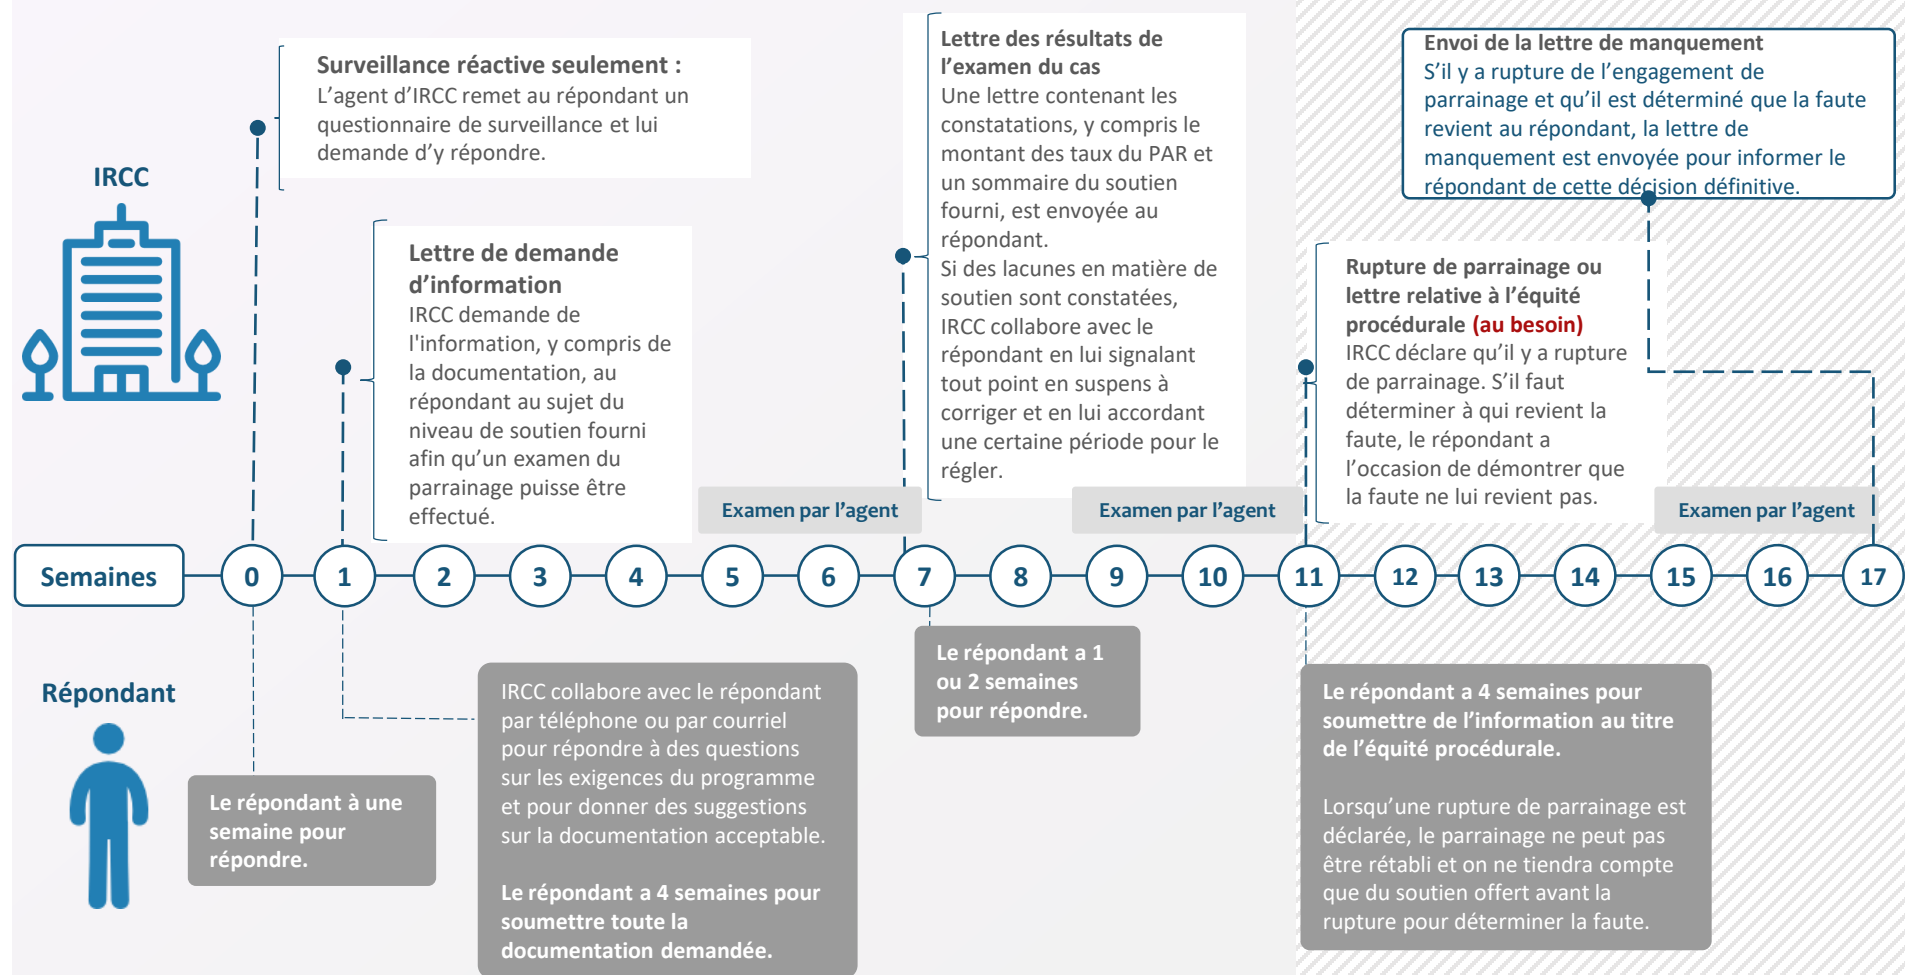 Surveillance réactive seulement :
L’agent d’IRCC remet au répondant un
questionnaire de surveillance et lui
demande d’y répondre.
IRCC
Lettre de demande
d’information
IRCC demande de
l'information, y compris de
la documentation, au
répondant au sujet du
niveau de soutien fourni
afin qu’un examen du
parrainage puisse être
effectué.
Lettre des résultats de
l’examen du cas
Une lettre contenant les
constatations, y compris le
montant des taux du PAR et
un sommaire du soutien
fourni, est envoyée au
répondant.
Si des lacunes en matière de
soutien sont constatées,
IRCC collabore avec le
répondant en lui signalant
tout point en suspens à
corriger et en lui accordant
une certaine période pour le
régler.
Envoi de la lettre de manquement
S’il y a rupture de l’engagement de
parrainage et qu’il est déterminé que la faute
revient au répondant, la lettre de
manquement est envoyée pour informer le
répondant de cette décision définitive.
Rupture de parrainage ou
lettre relative à l’équité
procédurale (au besoin)
IRCC déclare qu’il y a rupture
de parrainage. S’il faut
déterminer à qui revient la
faute, le répondant a
l’occasion de démontrer que
la faute ne lui revient pas.
Examen par l’agent
Examen par l’agent
Examen par l’agent
Semaines 0 1 2 3 4 5 6 7 8 9 10 11 12 13 14 15 16 17
Répondant
Le répondant à une
semaine pour
répondre.
IRCC collabore avec le répondant
par téléphone ou par courriel
pour répondre à des questions
sur les exigences du programme
et pour donner des suggestions
sur la documentation acceptable.
Le répondant a 4 semaines pour
soumettre toute la
documentation demandée.
Le répondant a 1
ou 2 semaines
pour répondre.
Le répondant a 4 semaines pour
soumettre de l’information au titre
de l’équité procédurale.
Lorsqu’une rupture de parrainage est
déclarée, le parrainage ne peut pas
être rétabli et on ne tiendra compte
que du soutien offert avant la
rupture pour déterminer la faute.